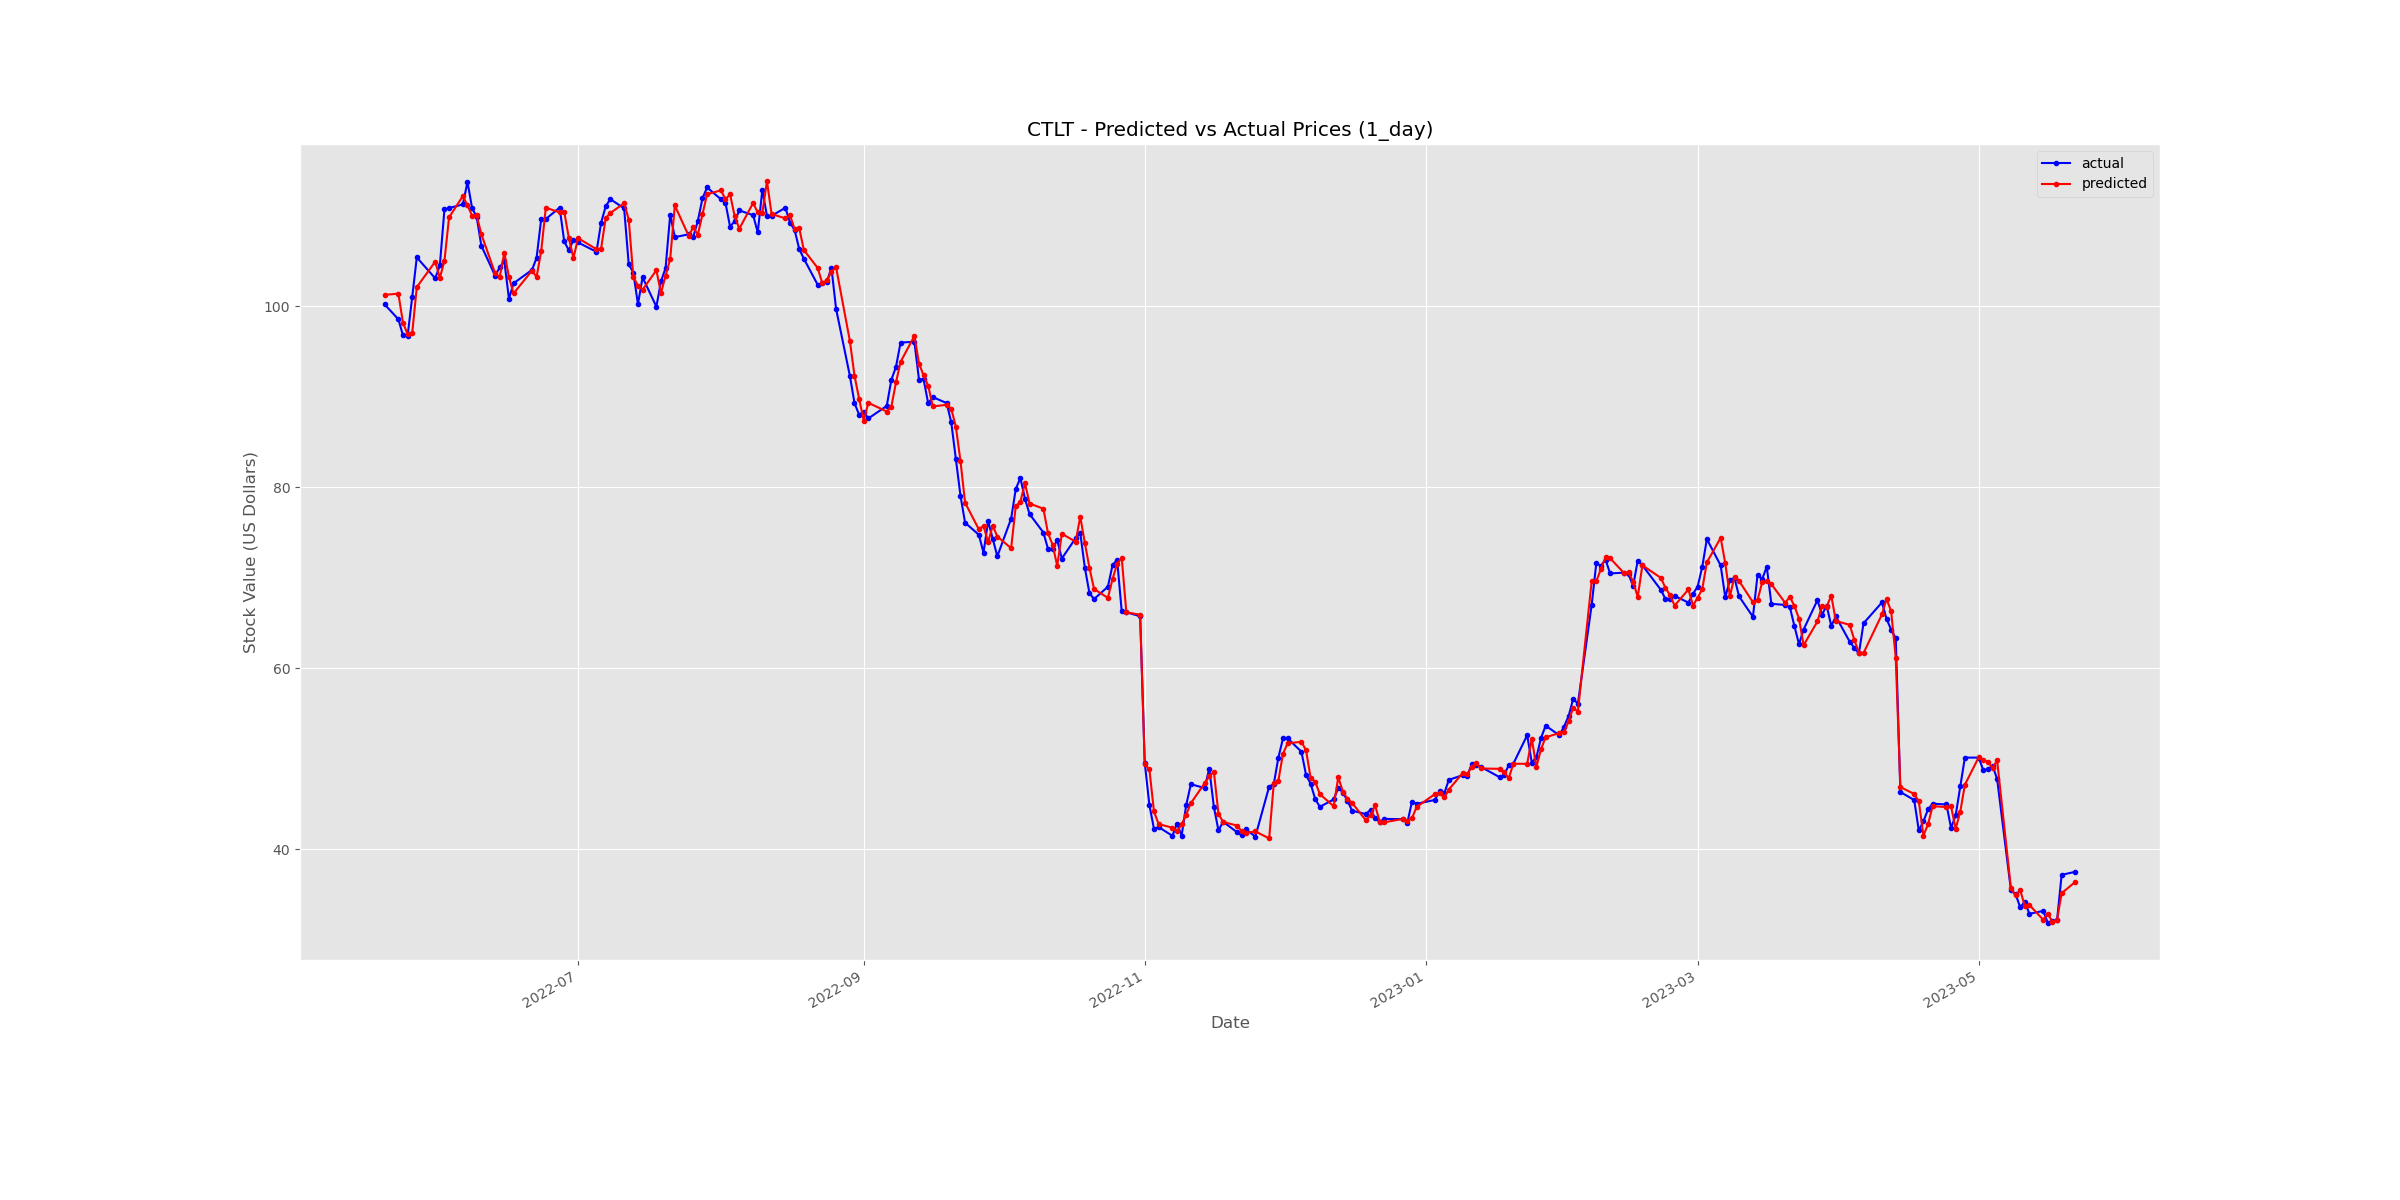 CTLT - Predicted vs Actual Prices (1_day)
actual
predicted
Stock Value (US Dollars)
100
80
60
40
2022-07
2022-09
2022-11
2023-01
2023-03
2023-05
Date